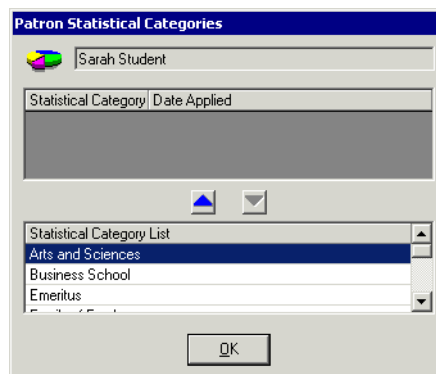 Patron Statistical Categories
Sarah Student
Statistical Category Date Applied
Statistical Category List
Arts and Sciences
Business School
Emeritus
OK